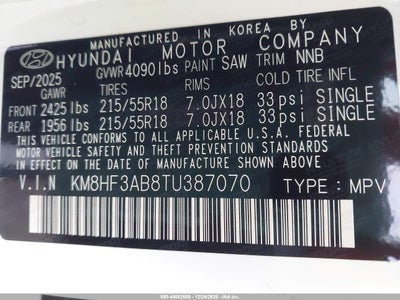 MANUFACTURED IN KOREA BY
HYUNDAI MOTOR COMPANY
SEP/2025 GVWR 4090lbs PAINT SAW TRIM NNB
GAWR TIRES RIMS COLD TIRE INFL
FRONT 2425 lbs 215/55R18 7.0JX18 33psi SINGLE
REAR 1956 lbs 215/55R18 7.0JX18 33psi SINGLE
THIS VEHICLE CONFORMS TO ALL APPLICABLE U.S.
MOTOR VEHICLE SAFETY AND THEFT PREVENTION
STANDARDS IN EFFECT ON THE DATE OF
MANUFACTURE SHOWN ABOVE.
V.I.N KM8HF3AB8TU387070 TYPE: MPV